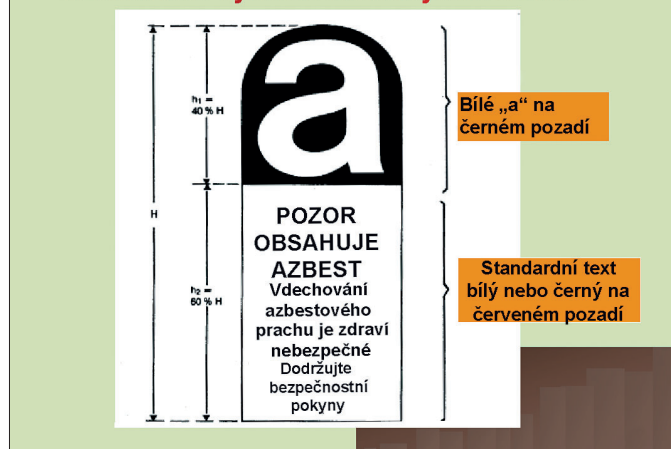 a
h₁ =
40 % H
Bílé „a“ na
černém pozadí
H
POZOR
OBSAHUJE
AZBEST
Vdechování
azbestového
prachu je zdraví
nebezpečné
Dodržujte
bezpečnostní
pokyny
h₂ =
60 % H
Standardní text
bílý nebo černý na
červeném pozadí